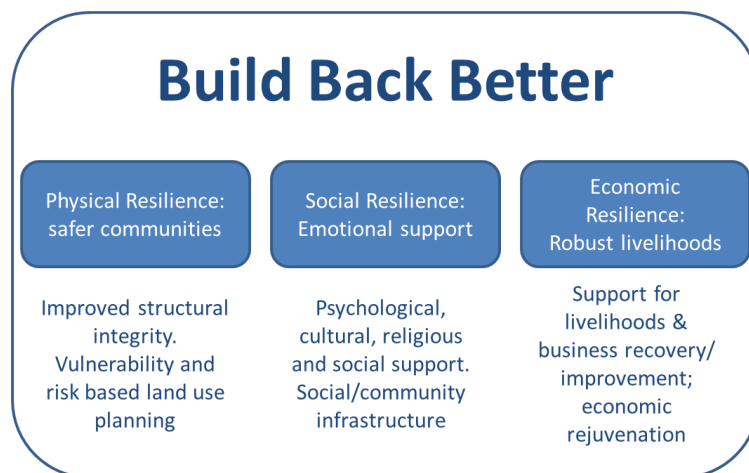 Build Back Better
Physical Resilience:
safer communities
Social Resilience:
Emotional support
Economic
Resilience:
Robust livelihoods
Improved structural
integrity.
Vulnerability and
risk based land use
planning
Psychological,
cultural, religious
and social support.
Social/community
infrastructure
Support for
livelihoods &
business recovery/
improvement;
economic
rejuvenation